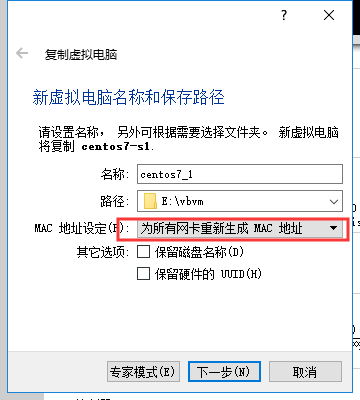 ?
复制虚拟电脑
新虚拟电脑名称和保存路径
请设置名称，另外可根据需要选择文件夹。 新虚拟电脑
将复制 centos7-s1.
名称: centos7_1
路径: E:\vbvm
MAC 地址设定(P): 为所有网卡重新生成 MAC 地址
其它选项: 保留磁盘名称(D)
保留硬件的 UUID(H)
专家模式(E) 下一步(N) 取消